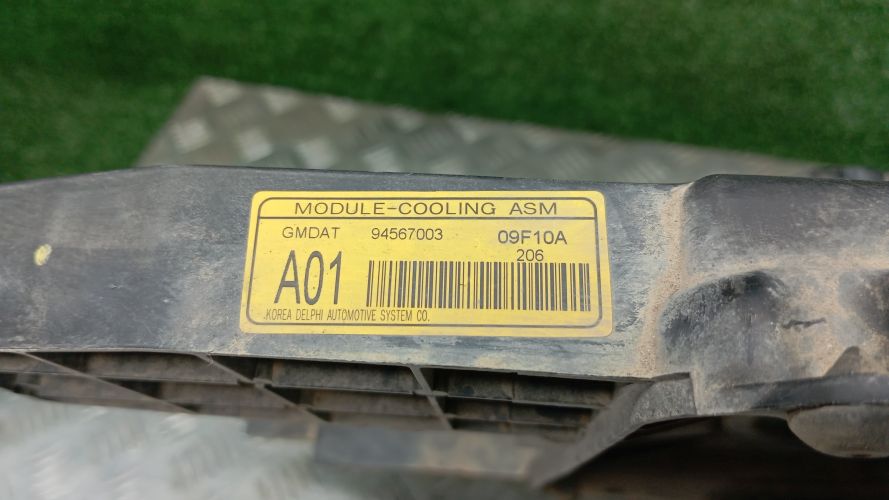 MODULE-COOLING ASM
GMDAT 94567003 09F10A
206
A01
KOREA DELPHI AUTOMOTIVE SYSTEM CO.